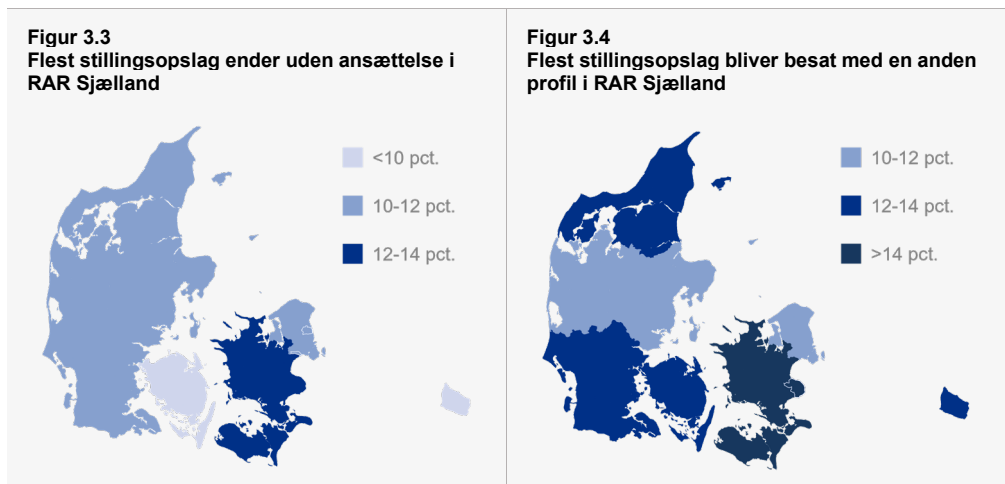 Figur 3.3
Flest stillingsopslag ender uden ansættelse i
RAR Sjælland
<10 pct.
10-12 pct.
12-14 pct.
Figur 3.4
Flest stillingsopslag bliver besat med en anden
profil i RAR Sjælland
10-12 pct.
12-14 pct.
>14 pct.